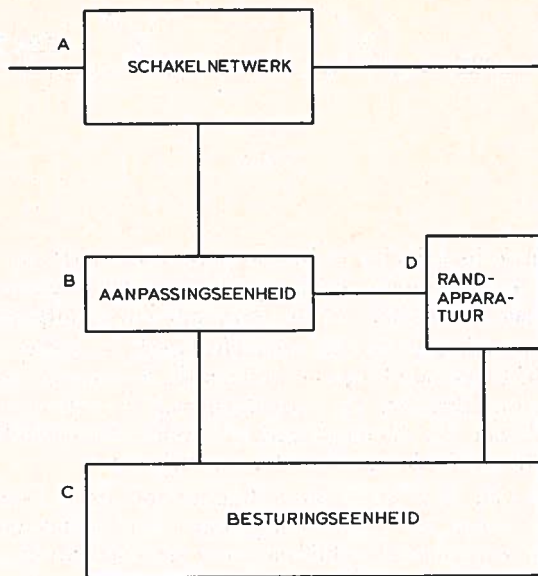 A
SCHAKELNETWERK
B
AANPASSINGSEENHEID
D
RAND-
APPARA-
TUUR
C
BESTURINGSEENHEID